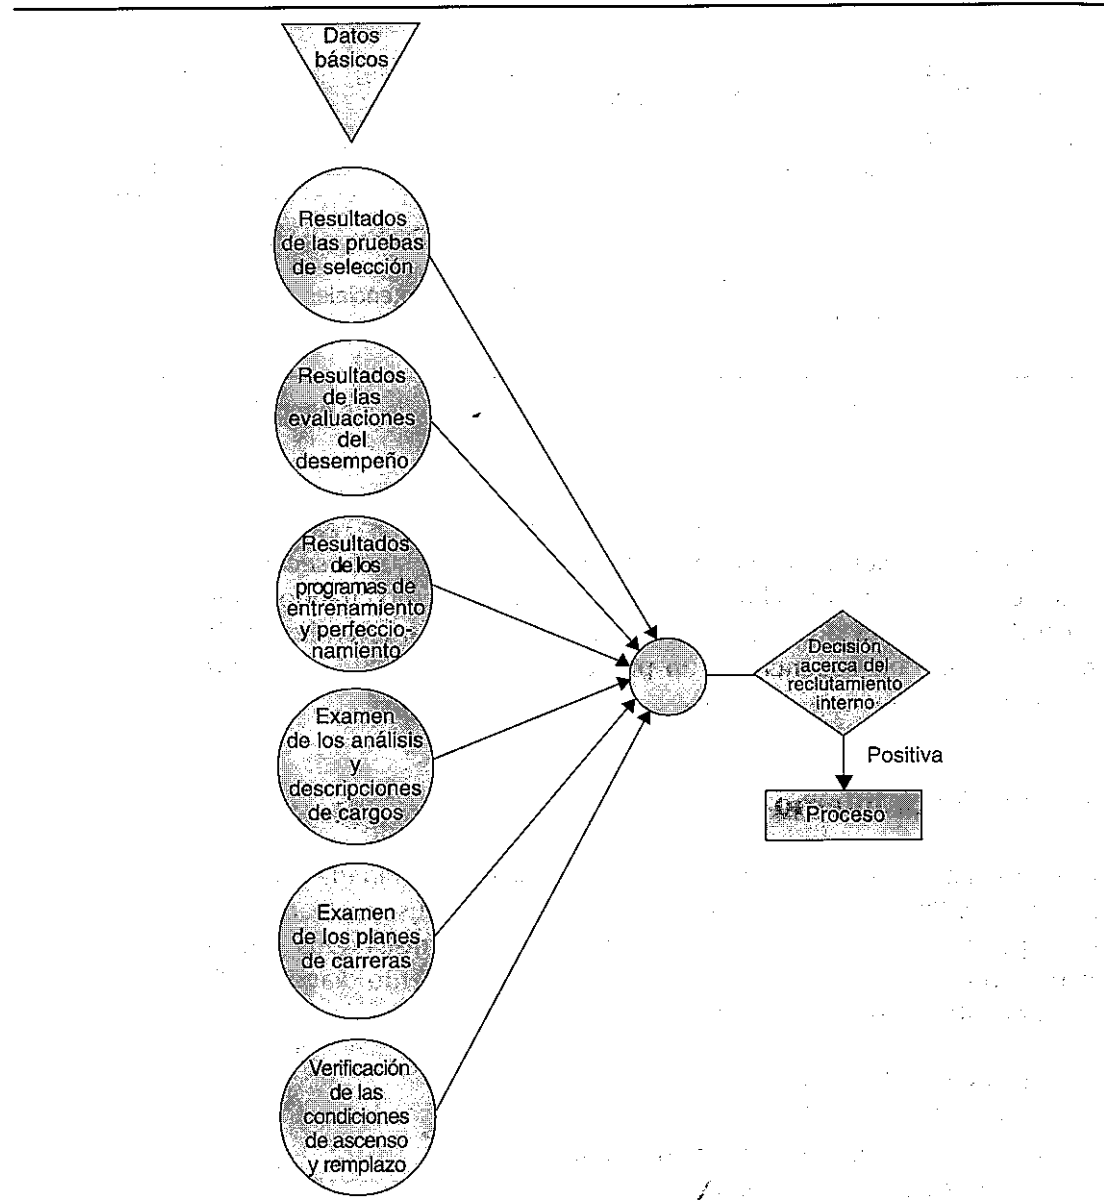 Datos
básicos
Resultados
de las pruebas
de selección
Resultados
de las
evaluaciones
del
desempeño
Resultados
de los
programas de
entrenamiento
y perfeccio-
namiento
Examen
de los análisis
y
descripciones
de cargos
Examen
de los planes
de carreras
Verificación
de las
condiciones
de ascenso
y remplazo
Decisión
acerca del
reclutamiento
interno
Positiva
Proceso